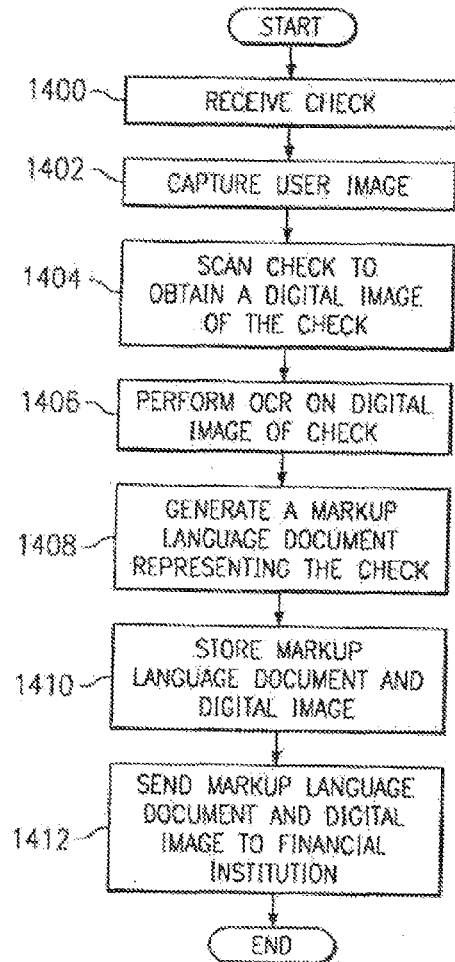 START
1400
RECEIVE CHECK
1402
CAPTURE USER IMAGE
1404
SCAN CHECK TO
OBTAIN A DIGITAL IMAGE
OF THE CHECK
1406
PERFORM OCR ON DIGITAL
IMAGE OF CHECK
1408
GENERATE A MARKUP
LANGUAGE DOCUMENT
REPRESENTING THE CHECK
1410
STORE MARKUP
LANGUAGE DOCUMENT AND
DIGITAL IMAGE
1412
SEND MARKUP LANGUAGE
DOCUMENT AND DIGITAL
IMAGE TO FINANCIAL
INSTITUTION
END